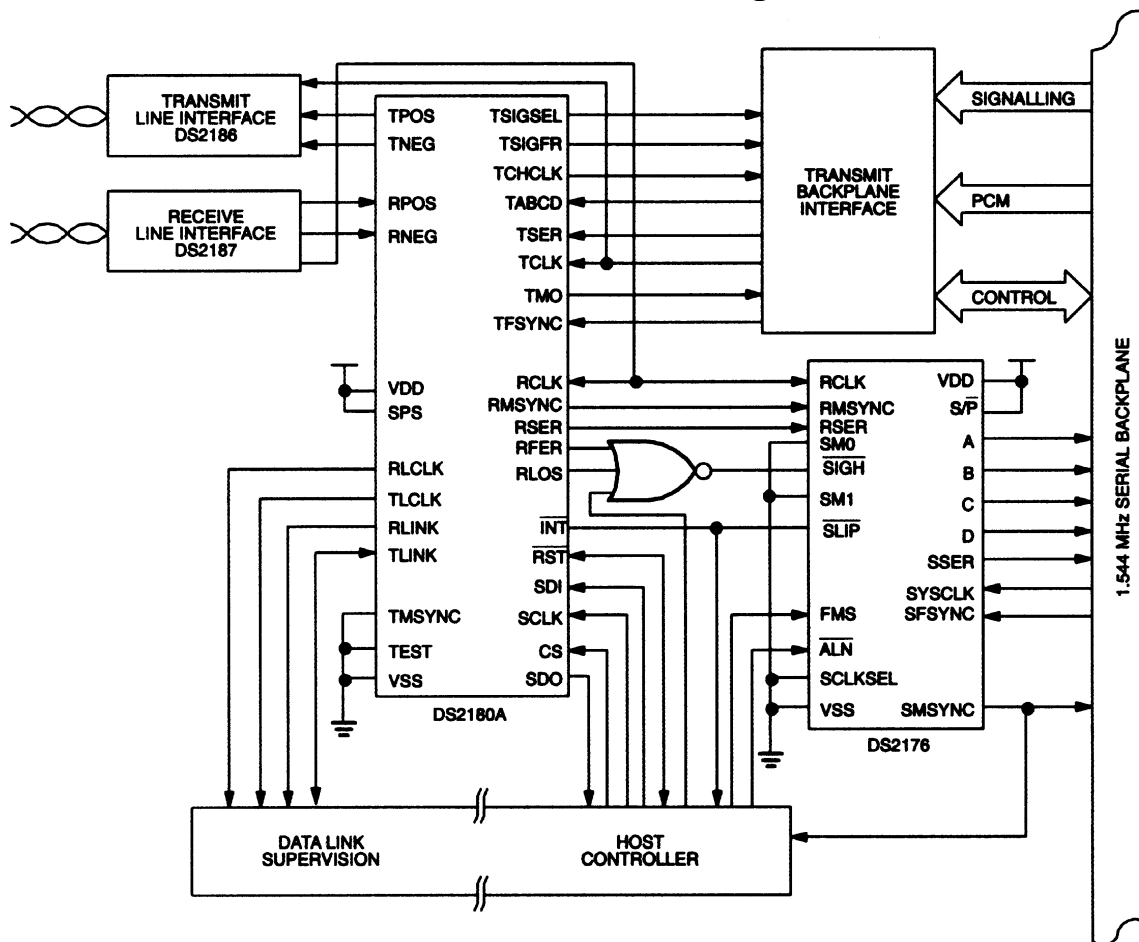 TRANSMIT
LINE INTERFACE
DS2186
RECEIVE
LINE INTERFACE
DS2187
TPOS
TNEG
RPOS
RNEG
VDD
SPS
RLCLK
TLCLK
RLINK
TLINK
TMSYNC
TEST
VSS
TSIGSEL
TSIGFR
TCHCLK
TABCD
TSER
TCLK
TMO
TFSYNC
RCLK
RMSYNC
RSER
RFER
RLOS
INT
RST
SDI
SCLK
CS
SDO
DS2180A
TRANSMIT
BACKPLANE
INTERFACE
SIGNALLING
PCM
CONTROL
RCLK
RMSYNC
RSER
SM0
SIGH
SM1
SLIP
FMS
ALN
SCLKSEL
VSS
VDD
S/P
A
B
C
D
SSER
SYSCLK
SFSYNC
SMSYNC
DS2176
1.544 MHz SERIAL BACKPLANE
DATA LINK
SUPERVISION
HOST
CONTROLLER